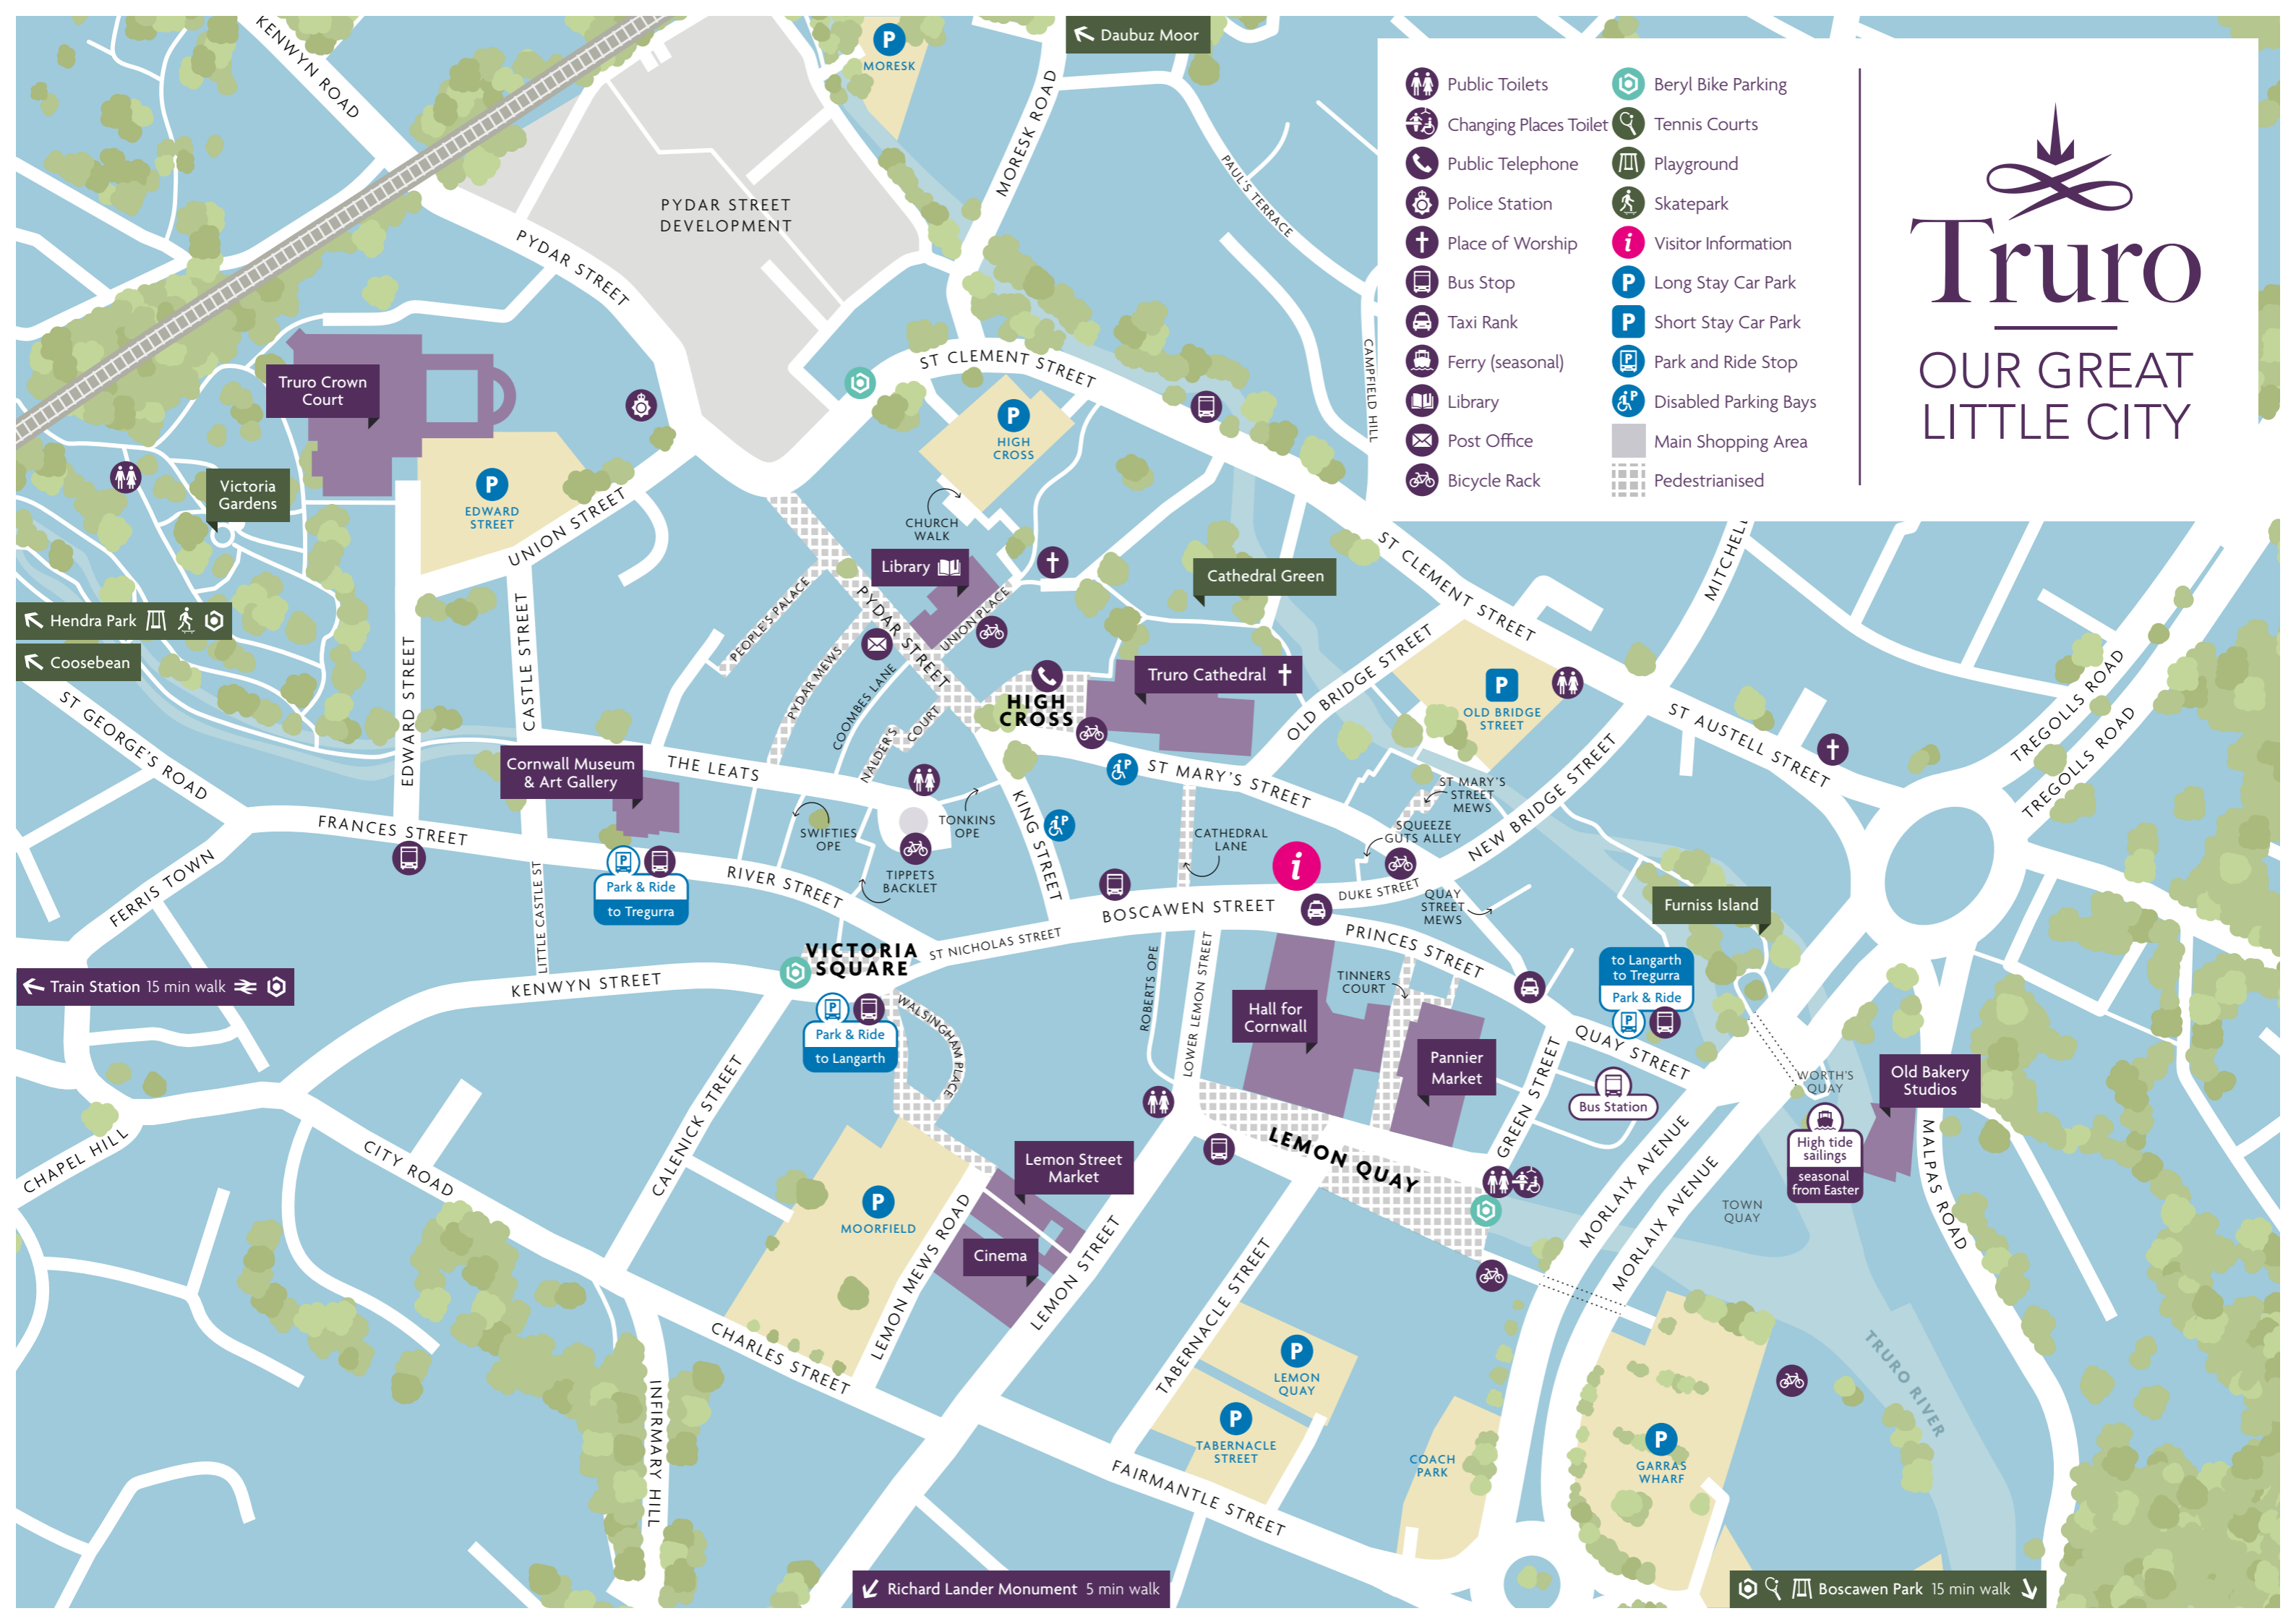 KENWYN ROAD
P
MORESK
Daubuz Moor
MORESK ROAD
PAUL'S TERRACE
CAMPFIELD HILL
Public Toilets
Changing Places Toilet
Public Telephone
Police Station
Place of Worship
Bus Stop
Taxi Rank
Ferry (seasonal)
Library
Post Office
Bicycle Rack
Beryl Bike Parking
Tennis Courts
Playground
Skatepark
i Visitor Information
P Long Stay Car Park
P Short Stay Car Park
P Park and Ride Stop
P Disabled Parking Bays
Main Shopping Area
Pedestrianised
Truro
OUR GREAT
LITTLE CITY
PYDAR STREET
DEVELOPMENT
PYDAR STREET
ST CLEMENT STREET
Truro Crown
Court
P
HIGH
CROSS
Victoria
Gardens
P
EDWARD
STREET
UNION STREET
CHURCH
WALK
Library
Cathedral Green
ST CLEMENT STREET
MITCHELL
Hendra Park
Coosebean
EDWARD STREET
CASTLE STREET
PEOPLE'S PALACE
PYDAR STREET
UNION PLACE
PYDAR MEWS
COOMBES LANE
NALDER'S
COURT
HIGH
CROSS
Truro Cathedral
OLD BRIDGE STREET
P
OLD BRIDGE
STREET
ST AUSTELL STREET
TREGOLLS ROAD
TREGOLLS ROAD
ST GEORGE'S ROAD
Cornwall Museum
& Art Gallery
THE LEATS
P
ST MARY'S STREET
ST MARY'S
STREET
MEWS
NEW BRIDGE STREET
FRANCES STREET
SWIFTIES
OPE
TONKINS
OPE
KING STREET
P
CATHEDRAL
LANE
SQUEEZE
GUTS ALLEY
FERRIS TOWN
P
Park & Ride
to Tregurra
RIVER STREET
TIPPETS
BACKLET
i
DUKE STREET
QUAY
STREET
MEWS
Furniss Island
BOSCAWEN STREET
LITTLE CASTLE ST
VICTORIA
SQUARE
ST NICHOLAS STREET
PRINCES STREET
Train Station 15 min walk
KENWYN STREET
ROBERTS OPE
LOWER LEMON STREET
TINNERS
COURT
to Langarth
to Tregurra
Park & Ride
P
P
Park & Ride
to Langarth
WALSINGHAM PLACE
Hall for
Cornwall
Pannier
Market
QUAY STREET
Bus Station
WORTH'S
QUAY
Old Bakery
Studios
GREEN STREET
CALENICK STREET
CHAPEL HILL
CITY ROAD
LEMON QUAY
High tide
sailings
seasonal
from Easter
MALPAS ROAD
Lemon Street
Market
P
MOORFIELD
Cinema
LEMON MEWS ROAD
LEMON STREET
TABERNACLE STREET
MORLAIX AVENUE
MORLAIX AVENUE
TOWN
QUAY
CHARLES STREET
P
LEMON
QUAY
P
TABERNACLE
STREET
TRURO RIVER
INFIRMARY HILL
COACH
PARK
P
GARRAS
WHARF
FAIRMANTLE STREET
Richard Lander Monument 5 min walk
Boscawen Park 15 min walk